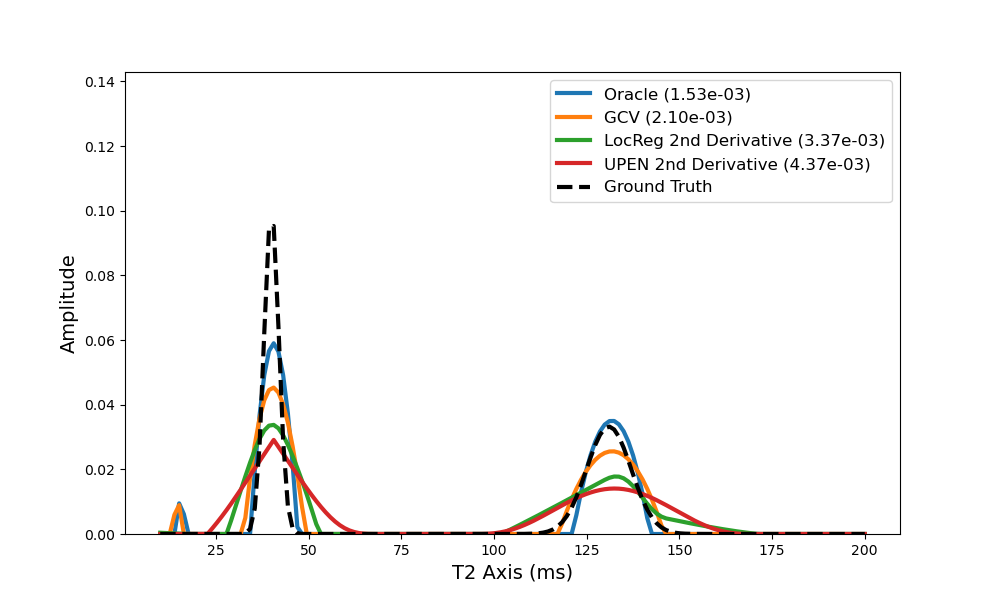 0.14
0.12
0.10
0.08
0.06
0.04
0.02
0.00
Amplitude
Oracle (1.53e-03)
GCV (2.10e-03)
LocReg 2nd Derivative (3.37e-03)
UPEN 2nd Derivative (4.37e-03)
Ground Truth
25 50 75 100 125 150 175 200
T2 Axis (ms)